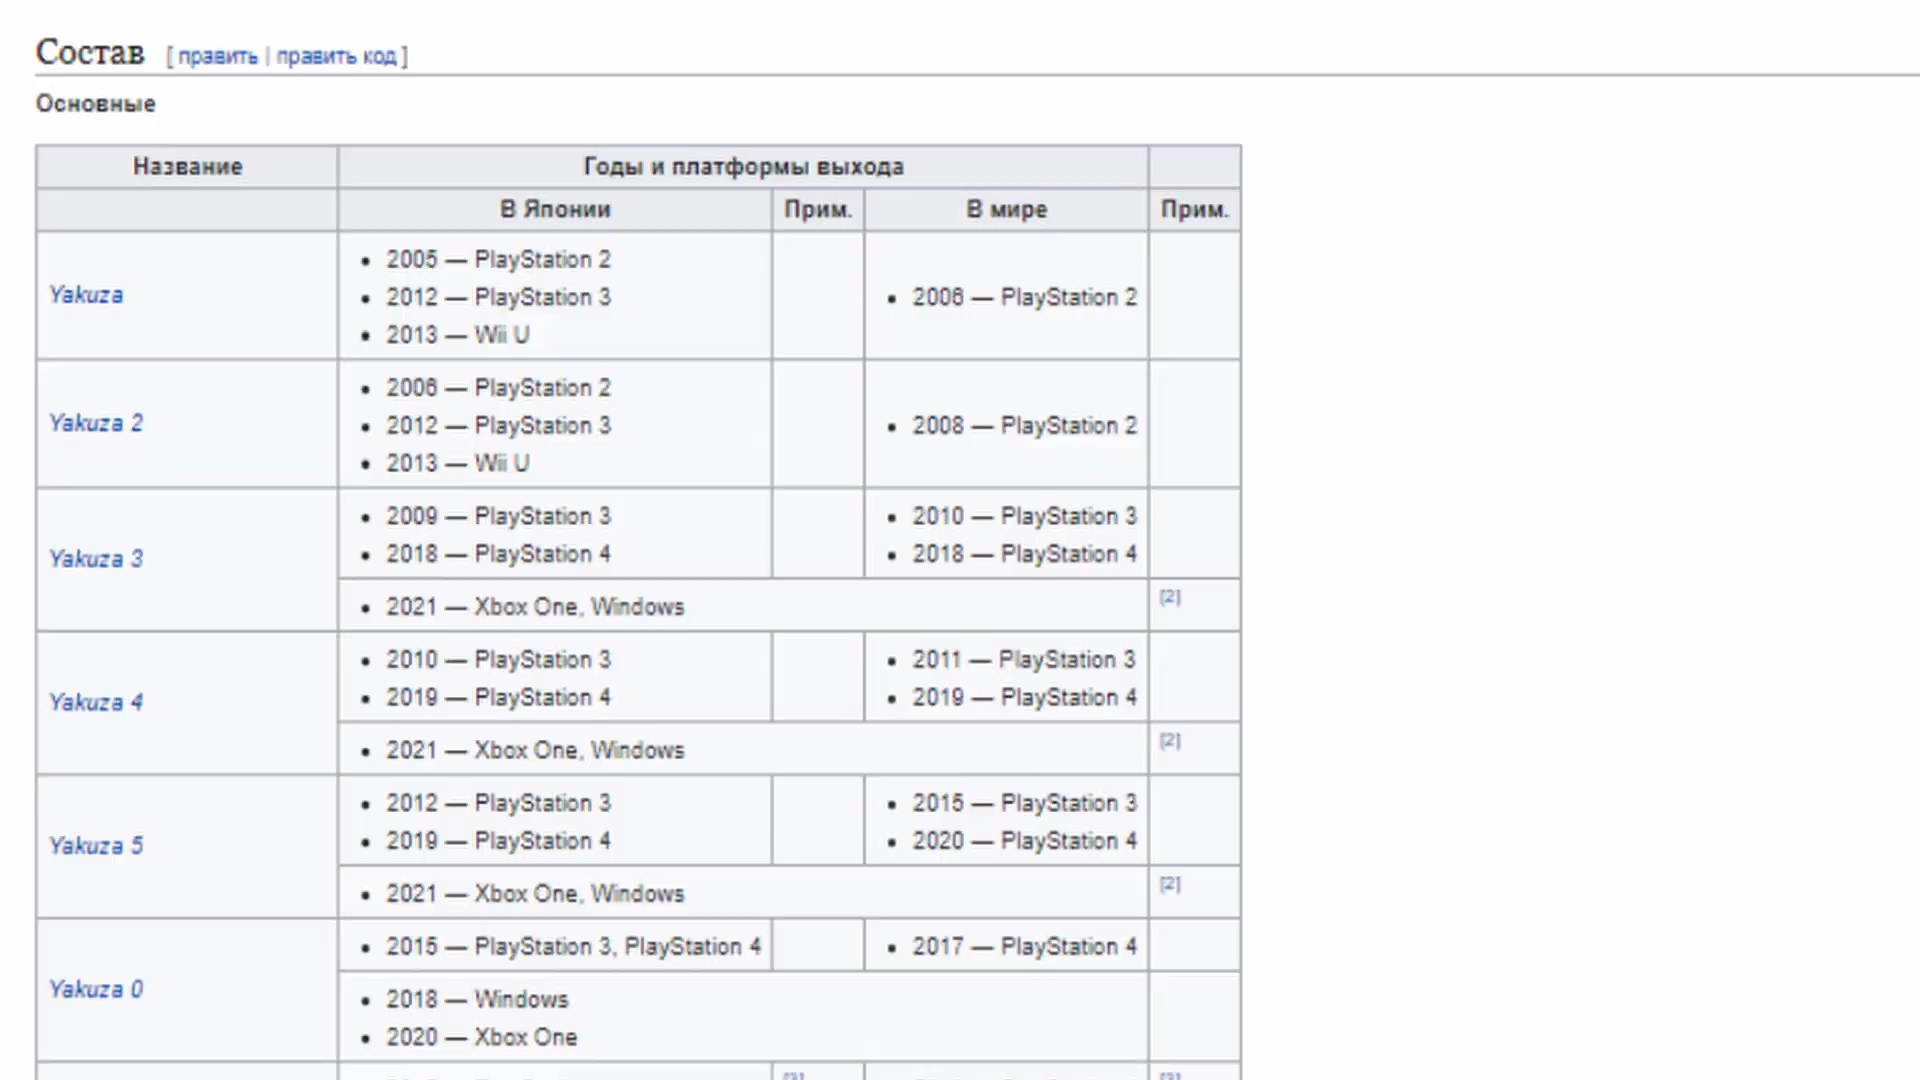 Состав [ править | править код ]
Основные
Название Годы и платформы выхода
В Японии Прим. В мире Прим.
Yakuza
2005 — PlayStation 2
2012 — PlayStation 3
2013 — Wii U
2006 — PlayStation 2
Yakuza 2
2006 — PlayStation 2
2012 — PlayStation 3
2013 — Wii U
2008 — PlayStation 2
Yakuza 3
2009 — PlayStation 3
2018 — PlayStation 4
2010 — PlayStation 3
2018 — PlayStation 4
2021 — Xbox One, Windows [2]
Yakuza 4
2010 — PlayStation 3
2019 — PlayStation 4
2011 — PlayStation 3
2019 — PlayStation 4
2021 — Xbox One, Windows [2]
Yakuza 5
2012 — PlayStation 3
2019 — PlayStation 4
2015 — PlayStation 3
2020 — PlayStation 4
2021 — Xbox One, Windows [2]
Yakuza 0
2015 — PlayStation 3, PlayStation 4
2017 — PlayStation 4
2018 — Windows
2020 — Xbox One